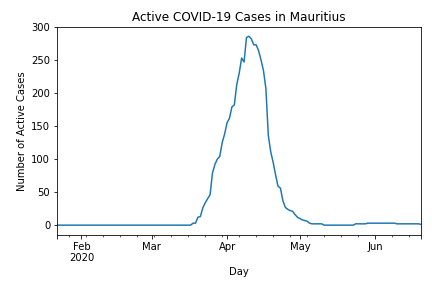 Active COVID-19 Cases in Mauritius
300
250
200
150
100
50
0
Number of Active Cases
Feb
2020
Mar
Apr
May
Jun
Day